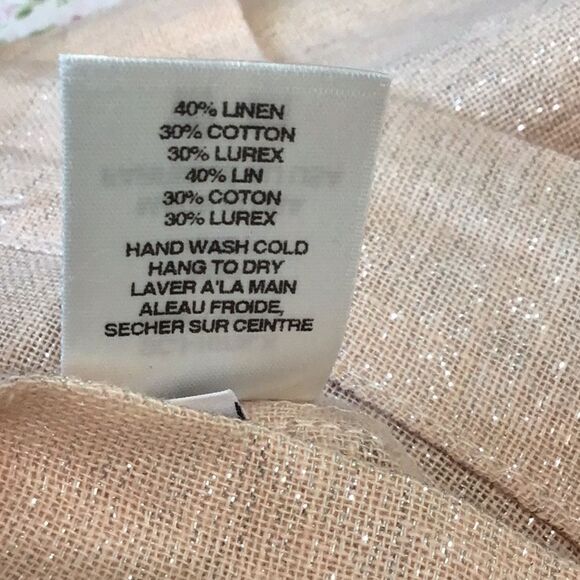 40% LINEN
30% COTTON
30% LUREX
40% LIN
30% COTON
30% LUREX
HAND WASH COLD
HANG TO DRY
LAVER A'LA MAIN
ALEAU FROIDE,
SECHER SUR CEINTRE